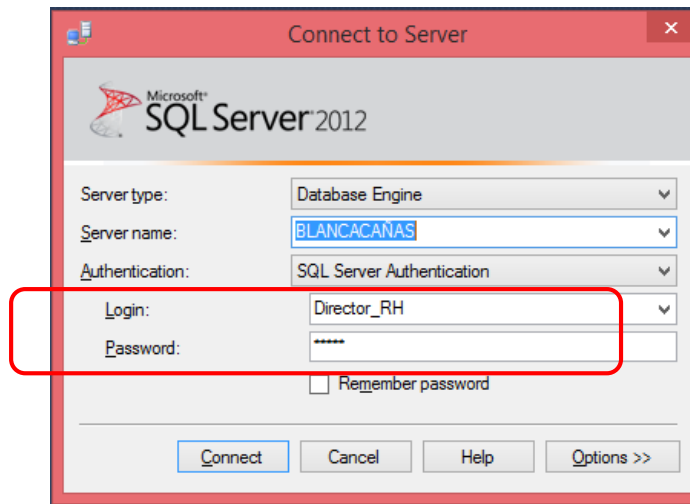 Connect to Server
Microsoft®
SQL Server® 2012
Server type: Database Engine
Server name: BLANCACAÑAS
Authentication: SQL Server Authentication
Login: Director_RH
Password: *****
Remember password
Connect Cancel Help Options >>